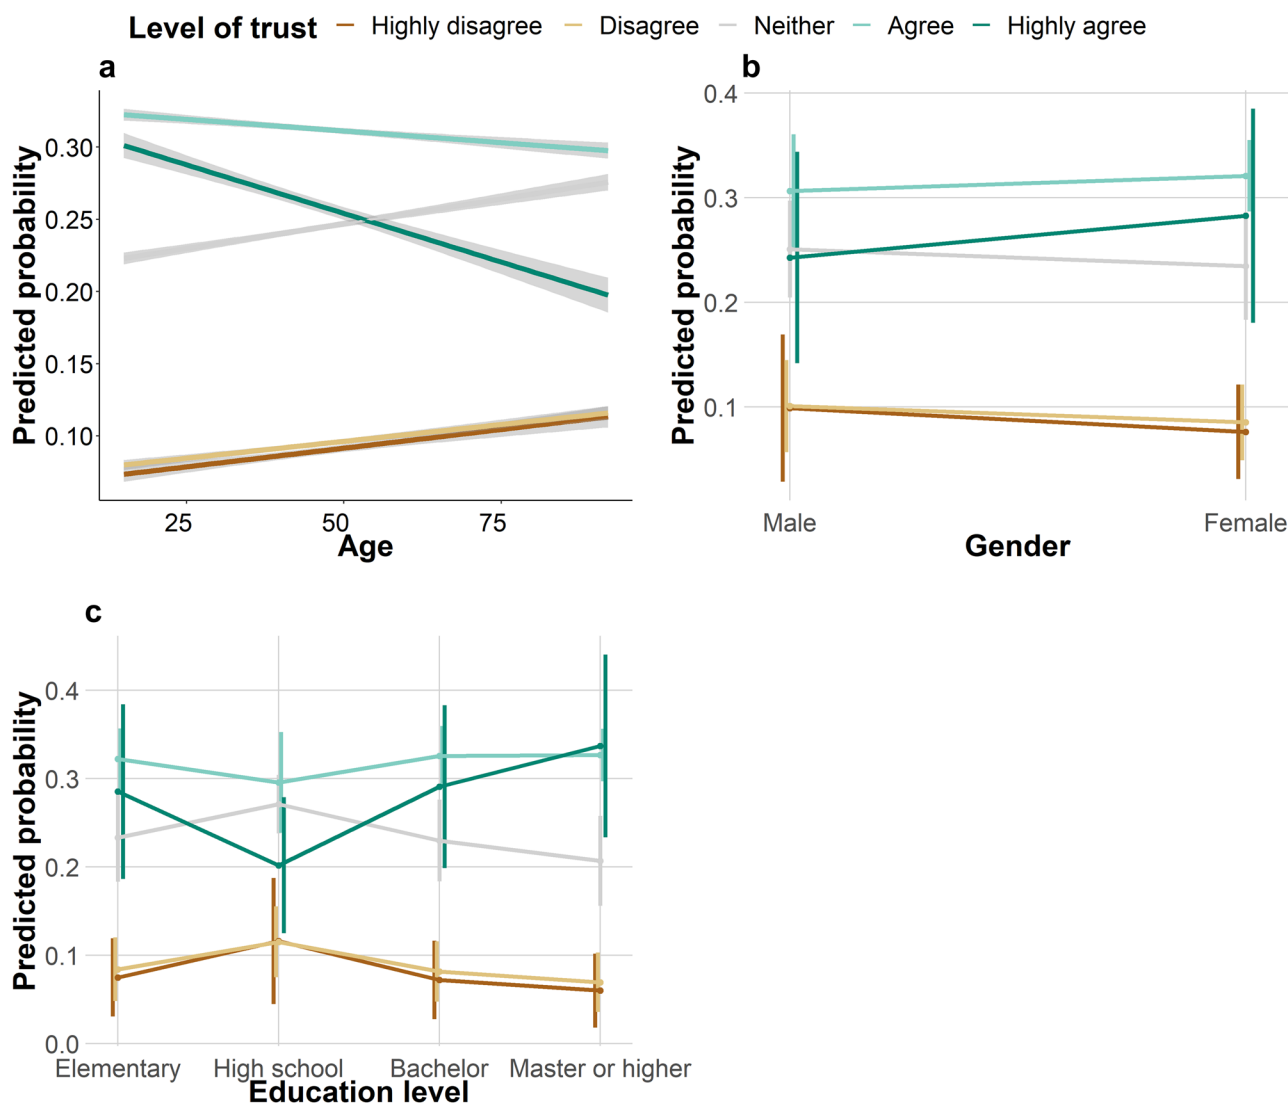 Level of trust Highly disagree Disagree Neither Agree Highly agree
a
Predicted probability
0.30
0.25
0.20
0.15
0.10
25 50 75
Age
b
Predicted probability
0.4
0.3
0.2
0.1
Male Female
Gender
c
Predicted probability
0.4
0.3
0.2
0.1
0.0
Elementary High school Bachelor Master or higher
Education level